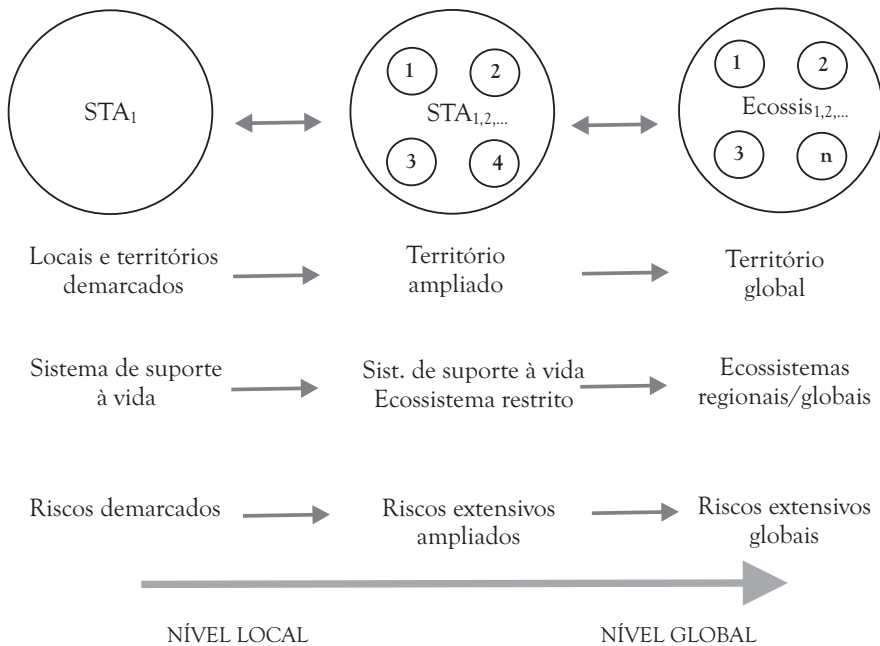 STA₁
1
2
STA₁,₂,...
3
4
1
2
Ecossis₁,₂,...
3
n
Locais e territórios
demarcados
Território
ampliado
Território
global
Sistema de suporte
à vida
Sist. de suporte à vida
Ecossistema restrito
Ecossistemas
regionais/globais
Riscos demarcados
Riscos extensivos
ampliados
Riscos extensivos
globais
NÍVEL LOCAL
NÍVEL GLOBAL